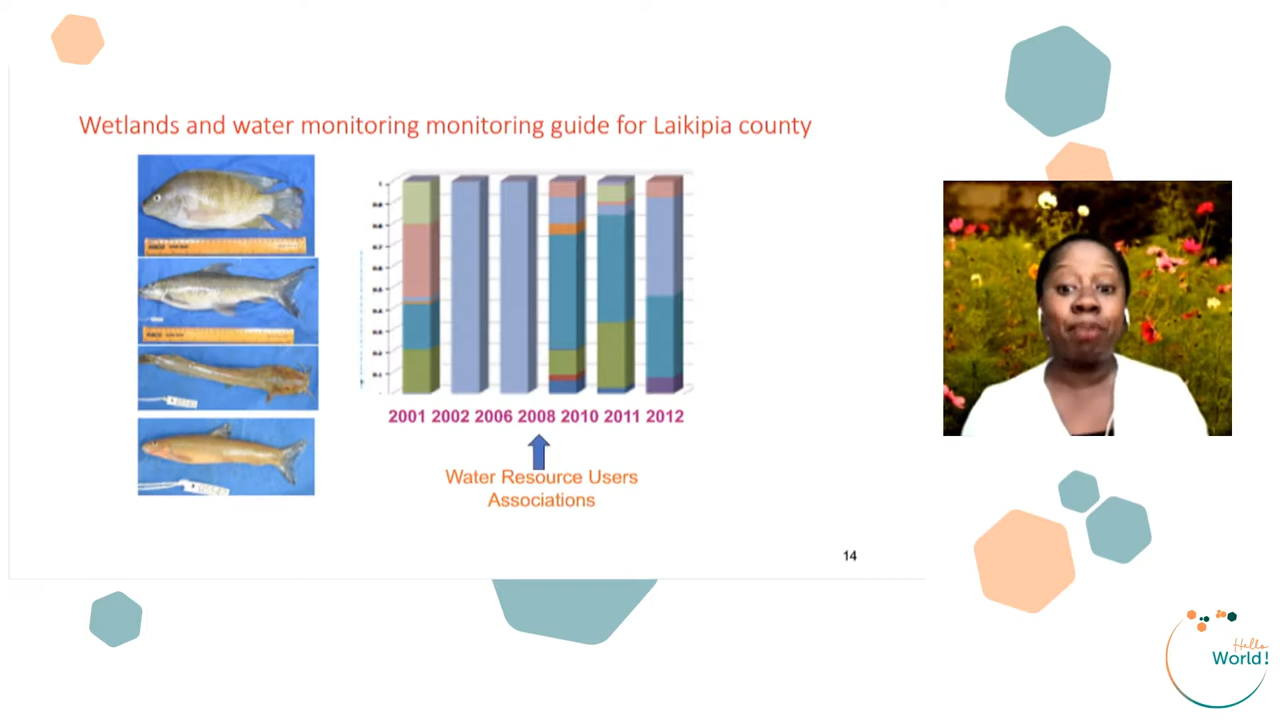 Wetlands and water monitoring monitoring guide for Laikipia county
2001 2002 2006 2008 2010 2011 2012
Water Resource Users
Associations
14
Hello
World!